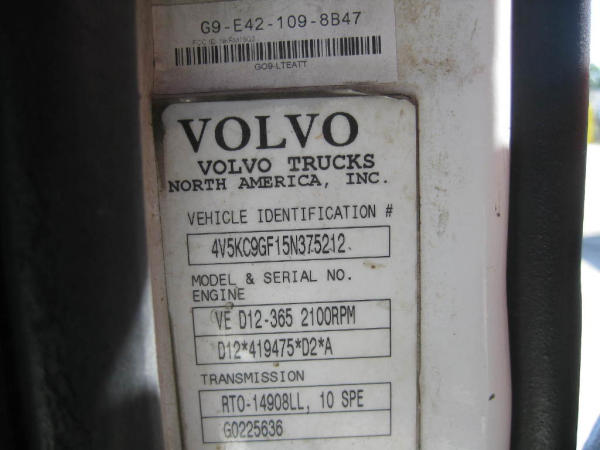 G9-E42-109-8B47
GO9-LTEATT
VOLVO
VOLVO TRUCKS
NORTH AMERICA, INC.
VEHICLE IDENTIFICATION #
4V5KC9GF15N375212
MODEL & SERIAL NO.
ENGINE
VE D12-365 2100RPM
D12*419475*D2*A
TRANSMISSION
RTO-14908LL, 10 SPE
G0225636